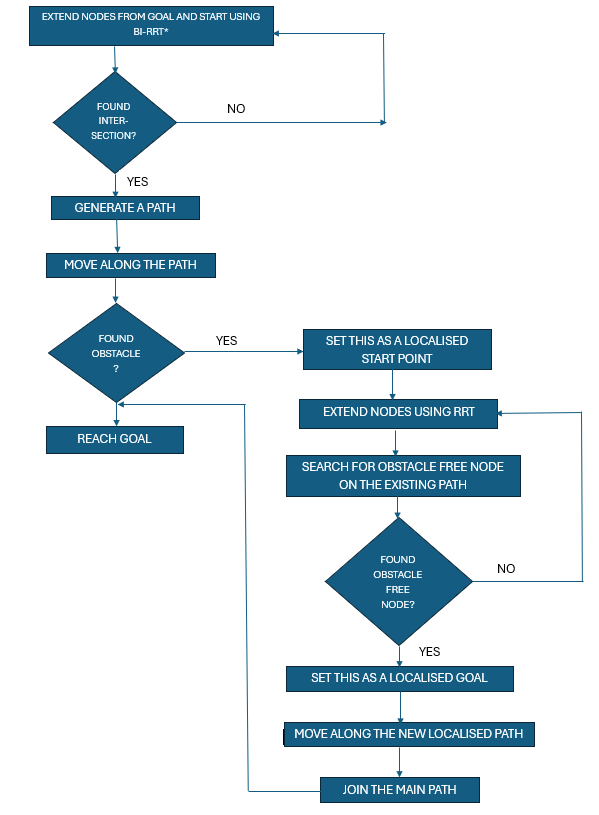 EXTEND NODES FROM GOAL AND START USING
BI-RRT*
FOUND
INTER-
SECTION?
NO
YES
GENERATE A PATH
MOVE ALONG THE PATH
FOUND
OBSTACLE
?
YES
SET THIS AS A LOCALISED
START POINT
EXTEND NODES USING RRT
REACH GOAL
SEARCH FOR OBSTACLE FREE NODE
ON THE EXISTING PATH
FOUND
OBSTACLE
FREE
NODE?
NO
YES
SET THIS AS A LOCALISED GOAL
MOVE ALONG THE NEW LOCALISED PATH
JOIN THE MAIN PATH